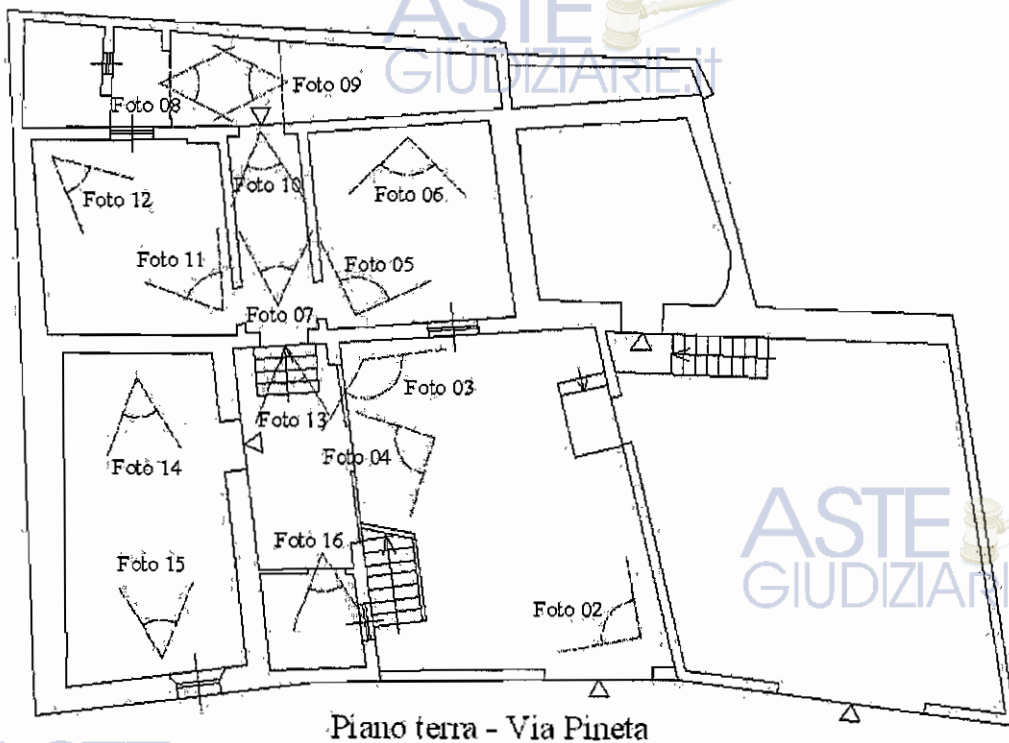 ASTE
GIUDIZIARIE.it
Foto 09
Foto 08
Foto 12
Foto 10
Foto 06
Foto 11
Foto 05
Foto 07
Foto 03
Foto 13
Foto 04
Foto 14
Foto 16
Foto 15
Foto 02
ASTE
GIUDIZIARI
Piano terra - Via Pineta